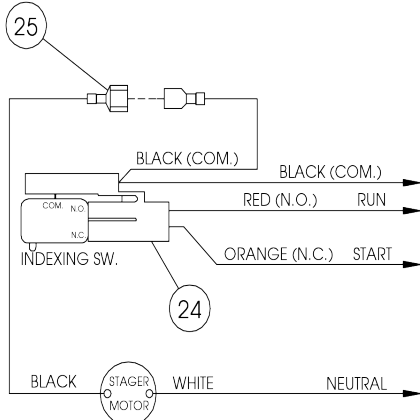 25
BLACK (COM.)
BLACK (COM.)
RED (N.O.) RUN
COM. N.O.
N.C.
ORANGE (N.C.) START
INDEXING SW.
24
BLACK STAGER MOTOR WHITE NEUTRAL